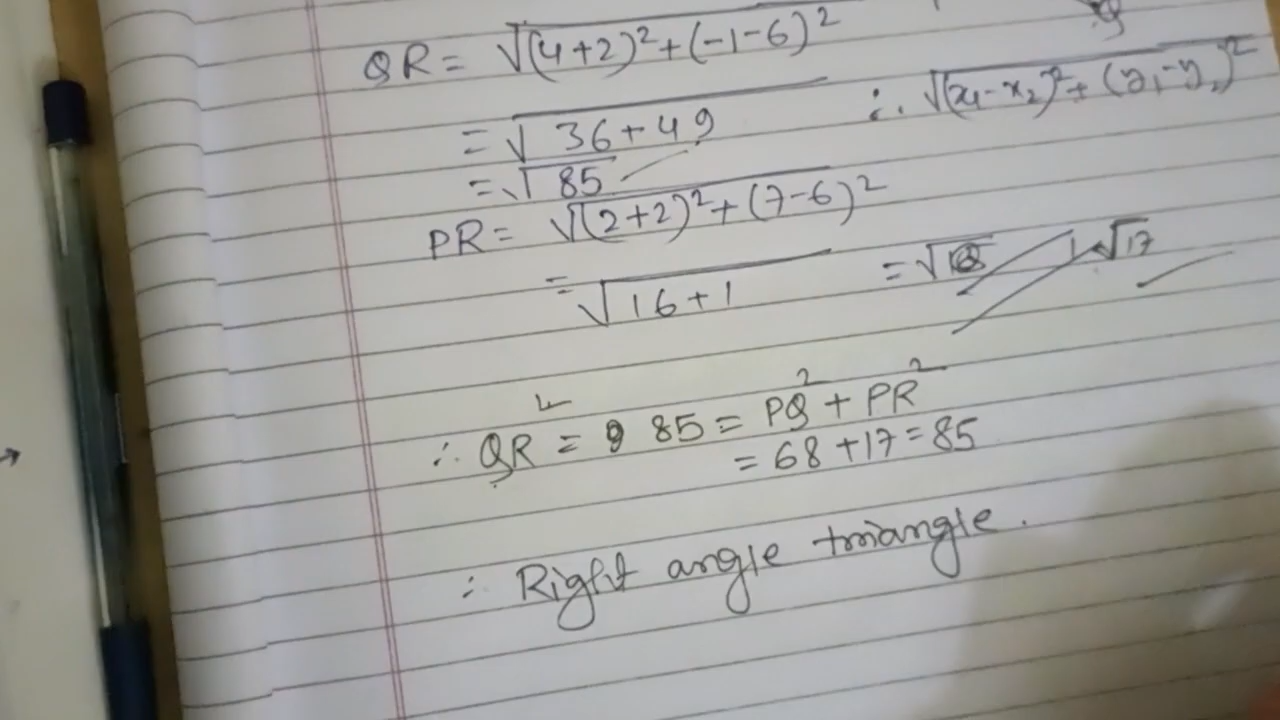 QR = √(4+2)²+(-1-6)²
∴ √(x₁-x₂)²+(y₁-y₂)²
= √36+49
= √85
PR = √(2+2)²+(7-6)²
= √16+1 = √17
∴ QR² = 85 = PQ² + PR²
= 68+17=85
∴ Right angle triangle.